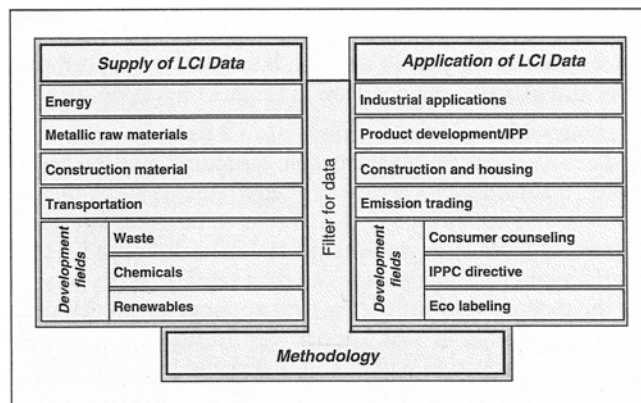 Supply of LCI Data
Energy
Metallic raw materials
Construction material
Transportation
Development
fields
Waste
Chemicals
Renewables
Filter for data
Application of LCI Data
Industrial applications
Product development/IPP
Construction and housing
Emission trading
Development
fields
Consumer counseling
IPPC directive
Eco labeling
Methodology